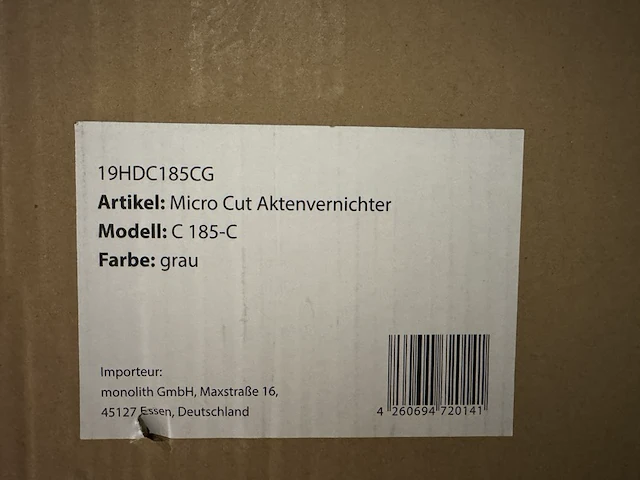 19HDC185CG
Artikel: Micro Cut Aktenvernichter
Modell: C 185-C
Farbe: grau
Importeur:
monolith GmbH, Maxstraße 16,
45127 Essen, Deutschland
4 260694 720141